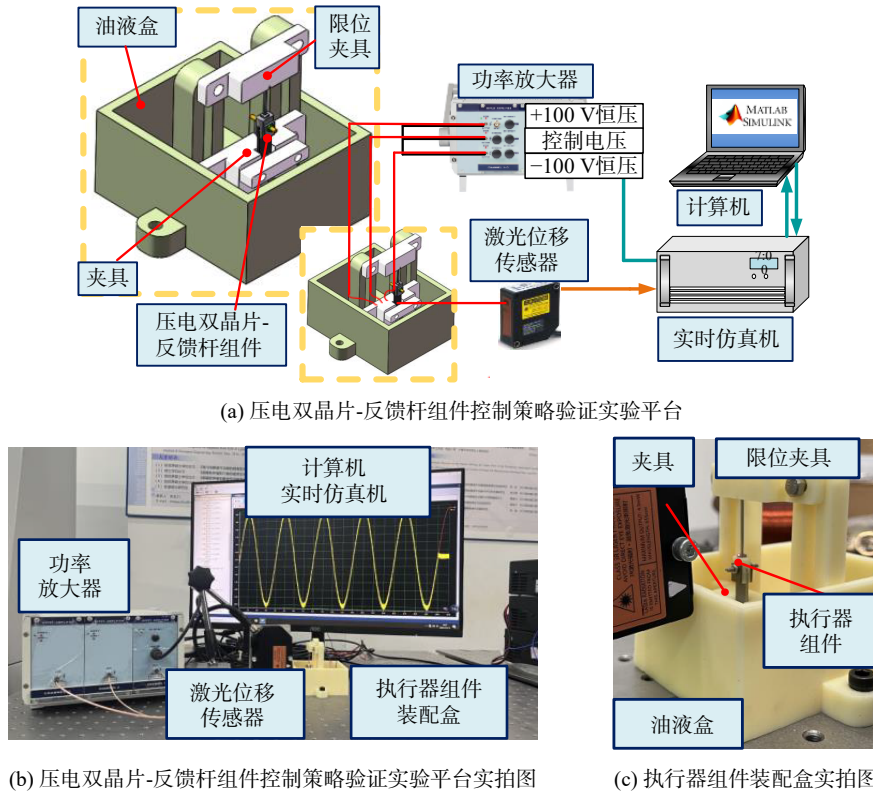 油液盒
限位
夹具
功率放大器
+100 V恒压
控制电压
−100 V恒压
MATLAB
SIMULINK
计算机
激光位移
传感器
7:0
0
夹具
压电双晶片-
反馈杆组件
实时仿真机
(a) 压电双晶片-反馈杆组件控制策略验证实验平台
计算机
实时仿真机
功率
放大器
激光位移
传感器
执行器组件
装配盒
夹具
限位夹具
执行器
组件
油液盒
(b) 压电双晶片-反馈杆组件控制策略验证实验平台实拍图
(c) 执行器组件装配盒实拍图